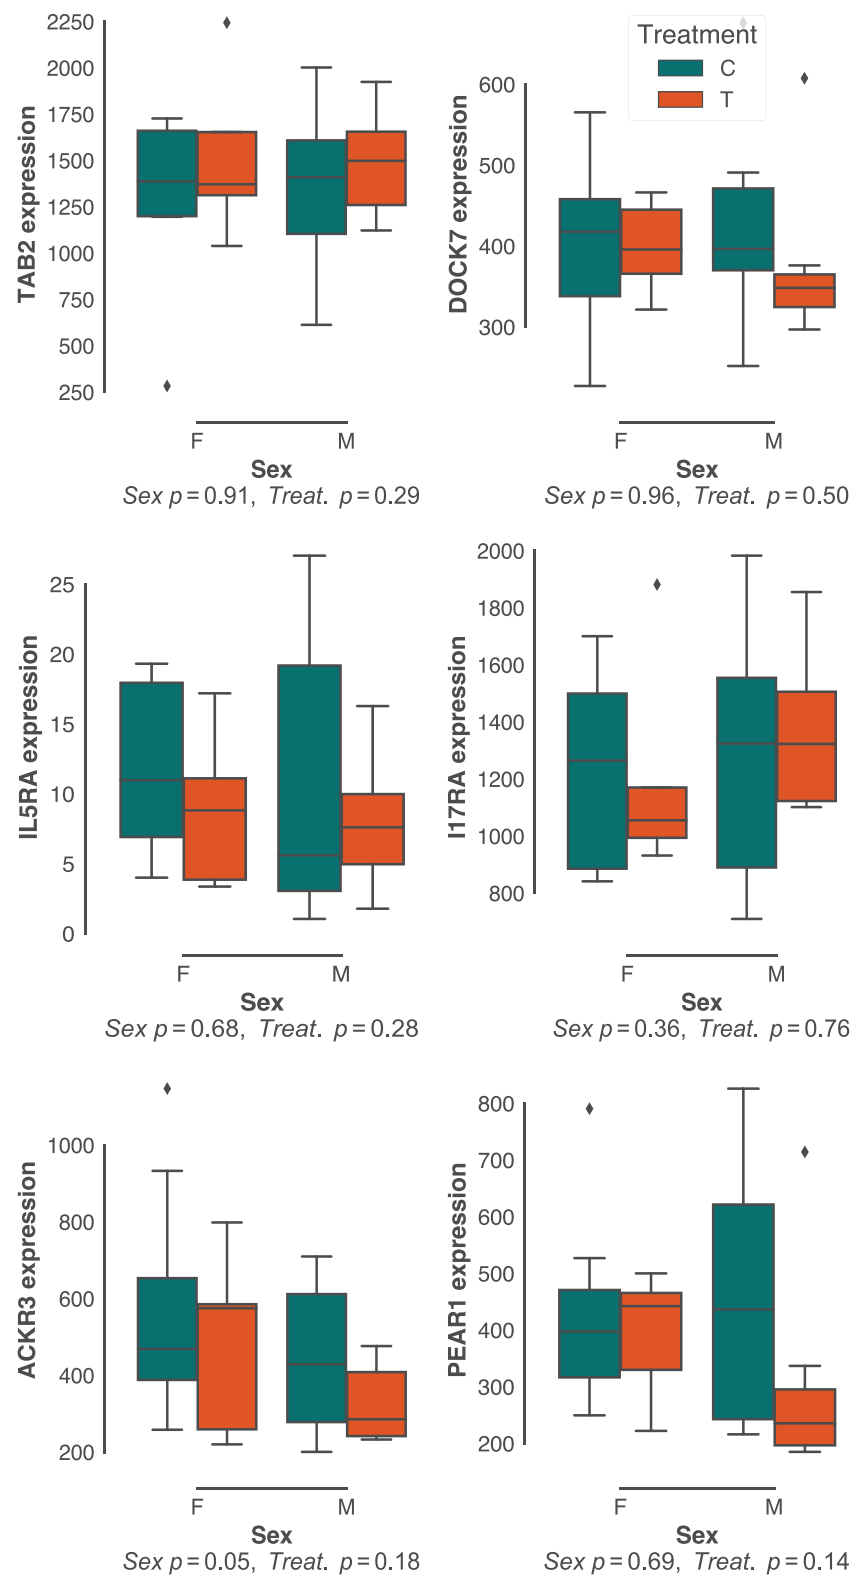 TAB2 expression
2250
2000
1750
1500
1250
1000
750
500
250
F
M
Sex
Sex p = 0.91, Treat. p = 0.29
DOCK7 expression
600
500
400
300
Treatment
C
T
F
M
Sex
Sex p = 0.96, Treat. p = 0.50
IL5RA expression
25
20
15
10
5
0
F
M
Sex
Sex p = 0.68, Treat. p = 0.28
I17RA expression
2000
1800
1600
1400
1200
1000
800
F
M
Sex
Sex p = 0.36, Treat. p = 0.76
ACKR3 expression
1000
800
600
400
200
F
M
Sex
Sex p = 0.05, Treat. p = 0.18
PEAR1 expression
800
700
600
500
400
300
200
F
M
Sex
Sex p = 0.69, Treat. p = 0.14